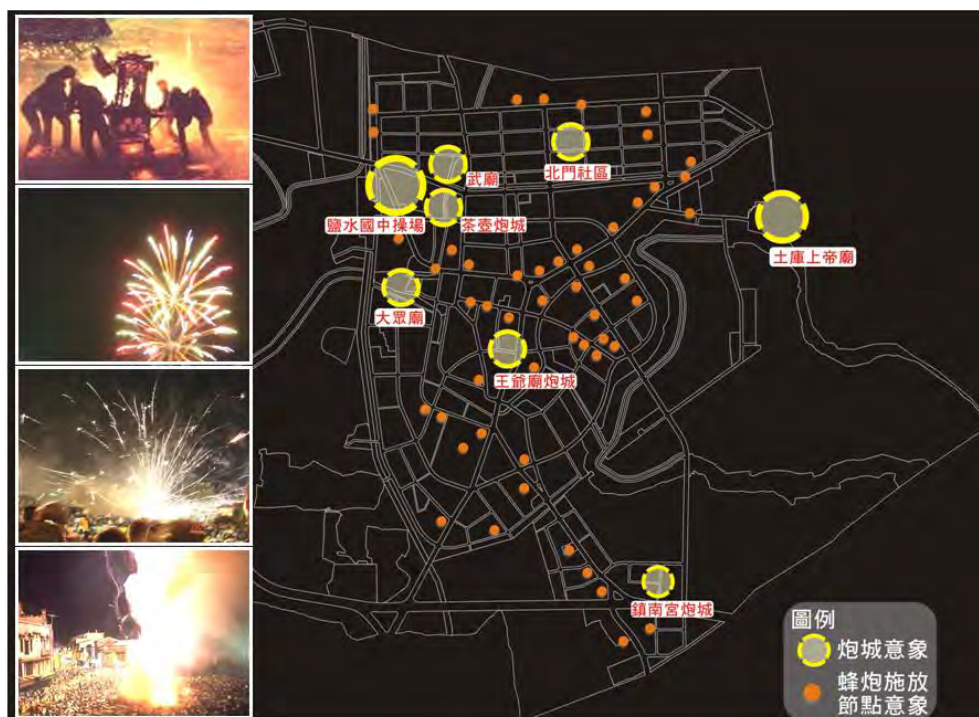 武廟
北門社區
鹽水國中操場
茶壺炮城
土庫上帝廟
大眾廟
王爺廟炮城
鎮南宮炮城
圖例
炮城意象
蜂炮施放
節點意象